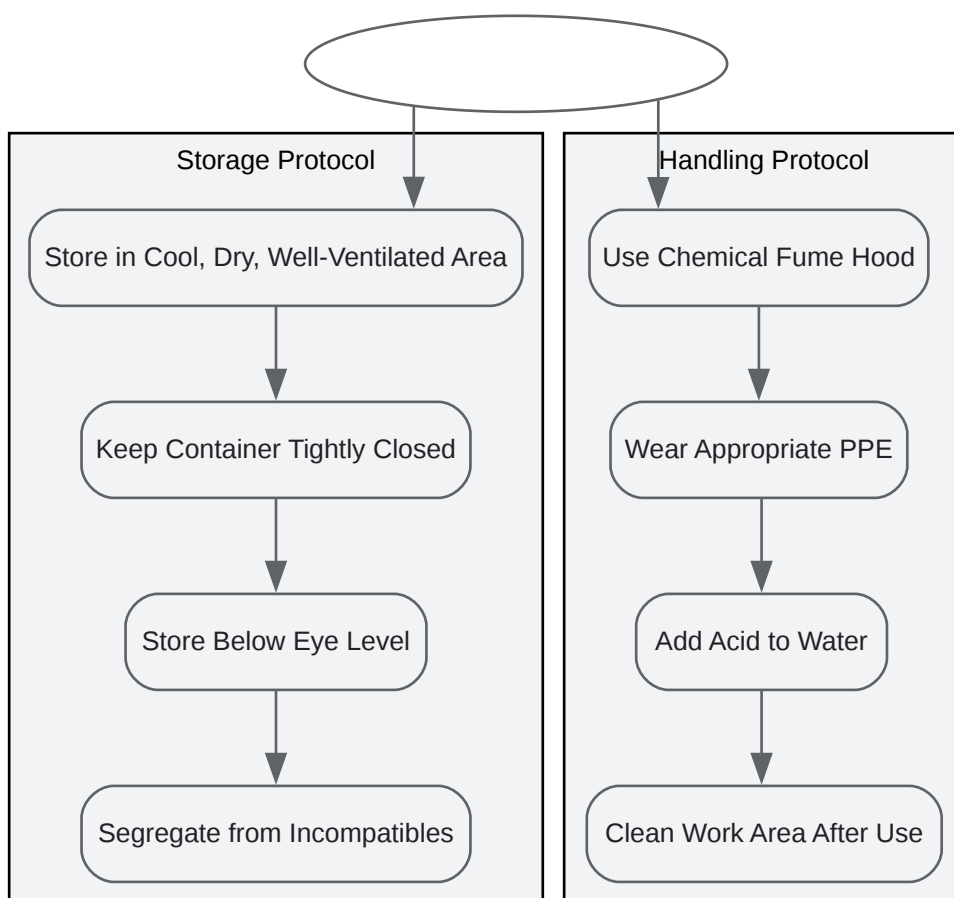 Storage Protocol
Store in Cool, Dry, Well-Ventilated Area
Keep Container Tightly Closed
Store Below Eye Level
Segregate from Incompatibles
Handling Protocol
Use Chemical Fume Hood
Wear Appropriate PPE
Add Acid to Water
Clean Work Area After Use